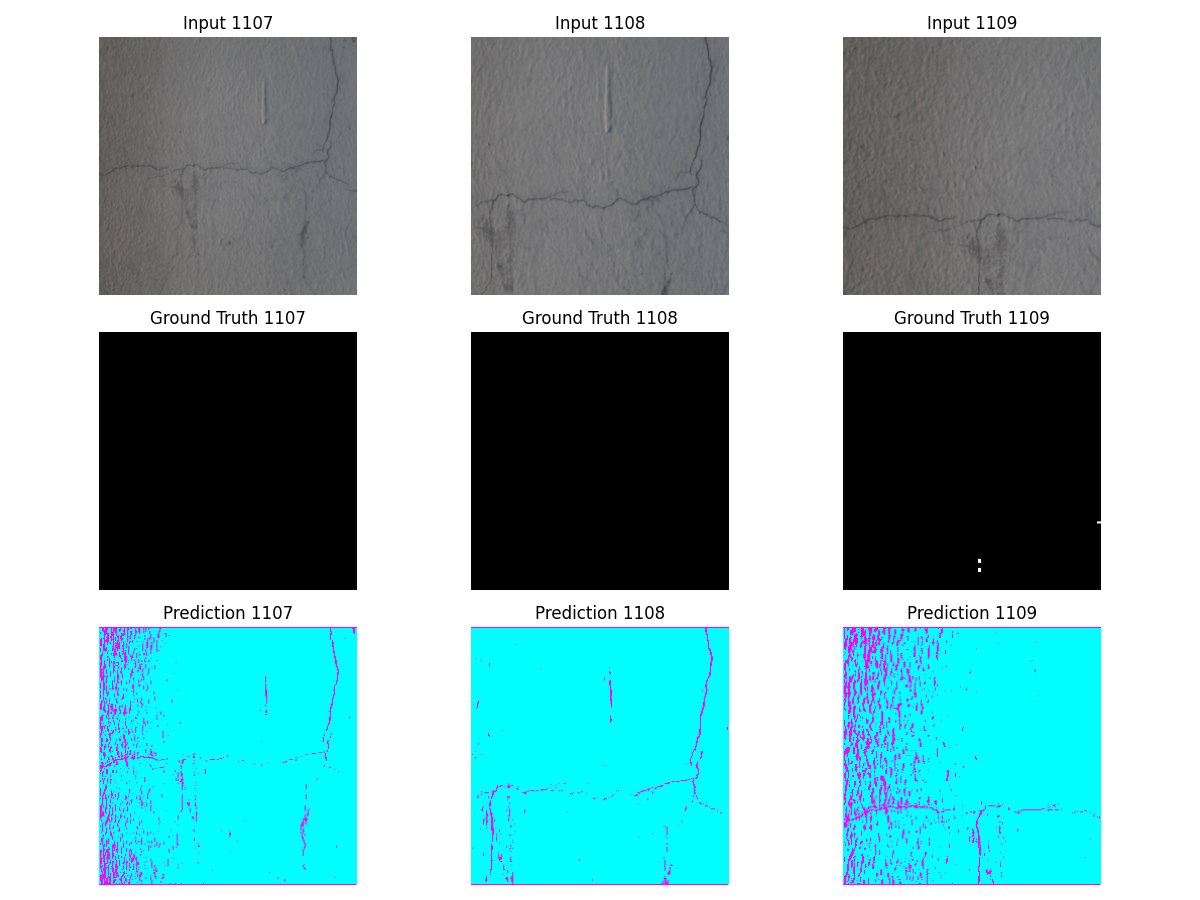 Input 1107
Input 1108
Input 1109
Ground Truth 1107
Ground Truth 1108
Ground Truth 1109
Prediction 1107
Prediction 1108
Prediction 1109